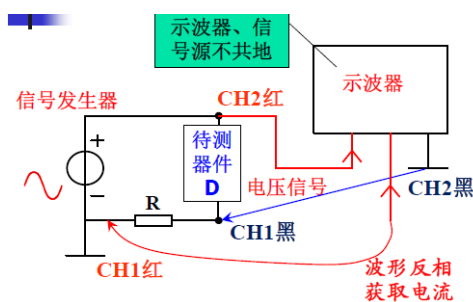 示波器、信
号源不共地
信号发生器
CH2红
示波器
+
待测
器件
D
电压信号
−
R
CH2黑
CH1黑
CH1红
波形反相
获取电流